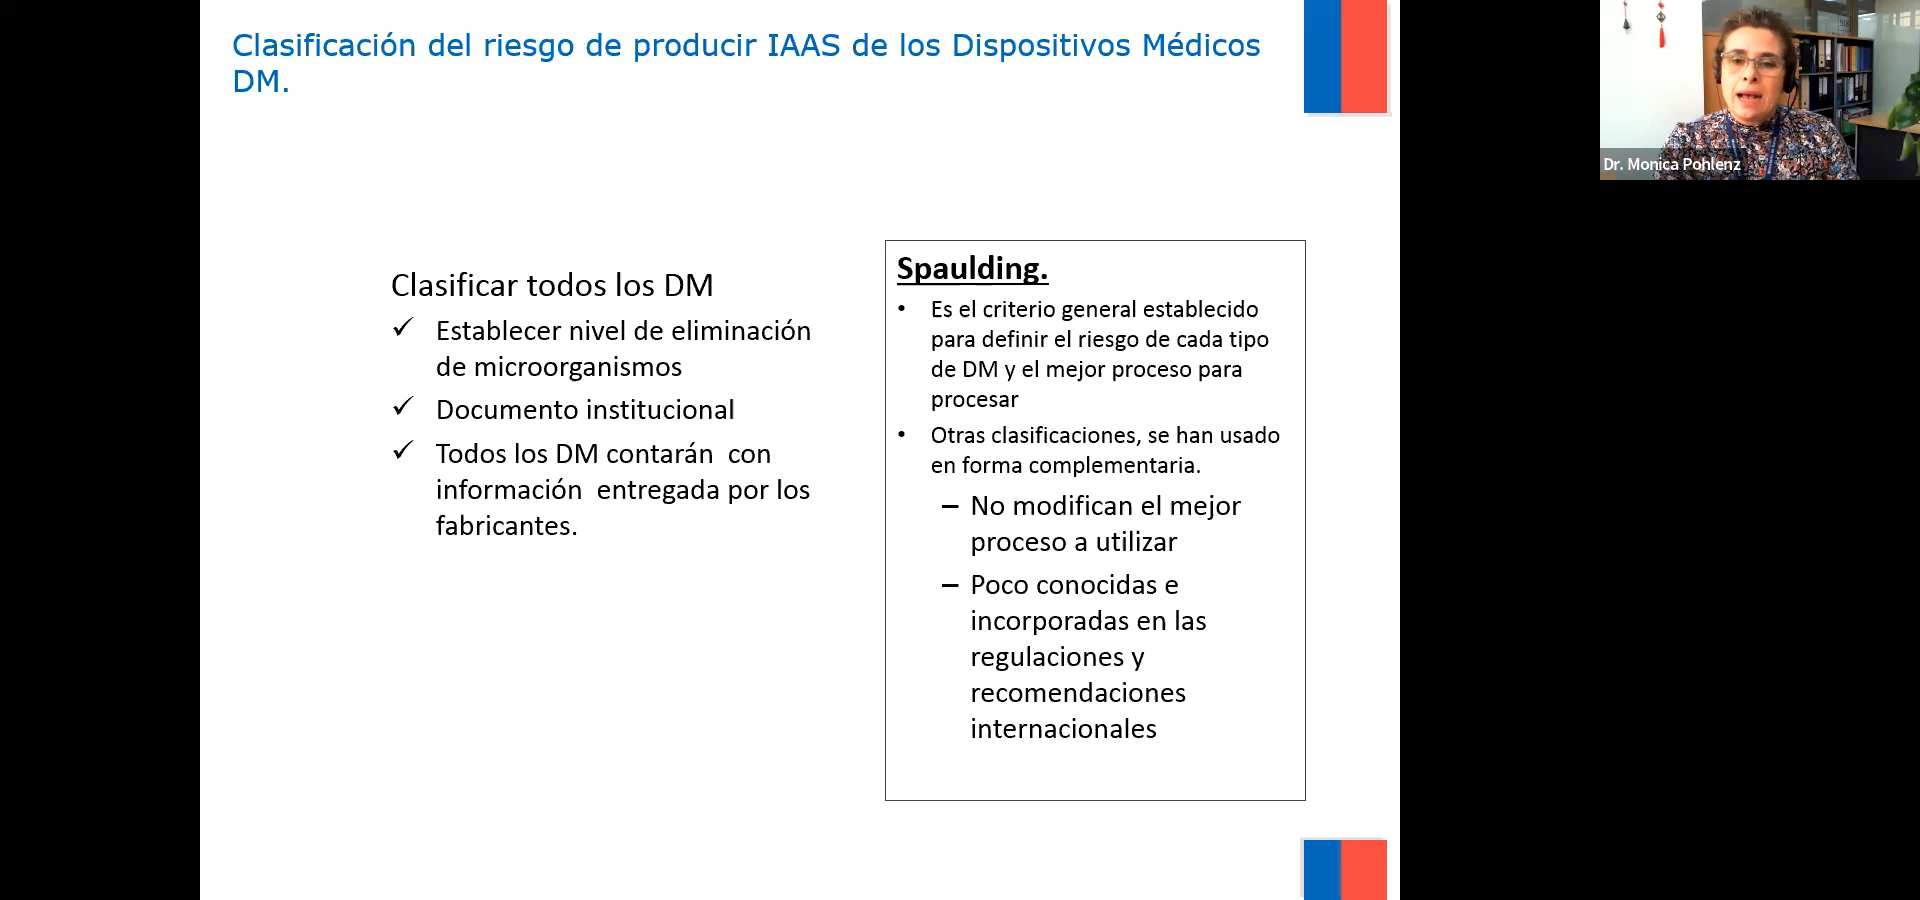 Clasificación del riesgo de producir IAAS de los Dispositivos Médicos
DM.
Dr. Monica Pohlenz
Clasificar todos los DM
✓ Establecer nivel de eliminación
de microorganismos
✓ Documento institucional
✓ Todos los DM contarán con
información entregada por los
fabricantes.
Spaulding.
• Es el criterio general establecido
para definir el riesgo de cada tipo
de DM y el mejor proceso para
procesar
• Otras clasificaciones, se han usado
en forma complementaria.
– No modifican el mejor
proceso a utilizar
– Poco conocidas e
incorporadas en las
regulaciones y
recomendaciones
internacionales